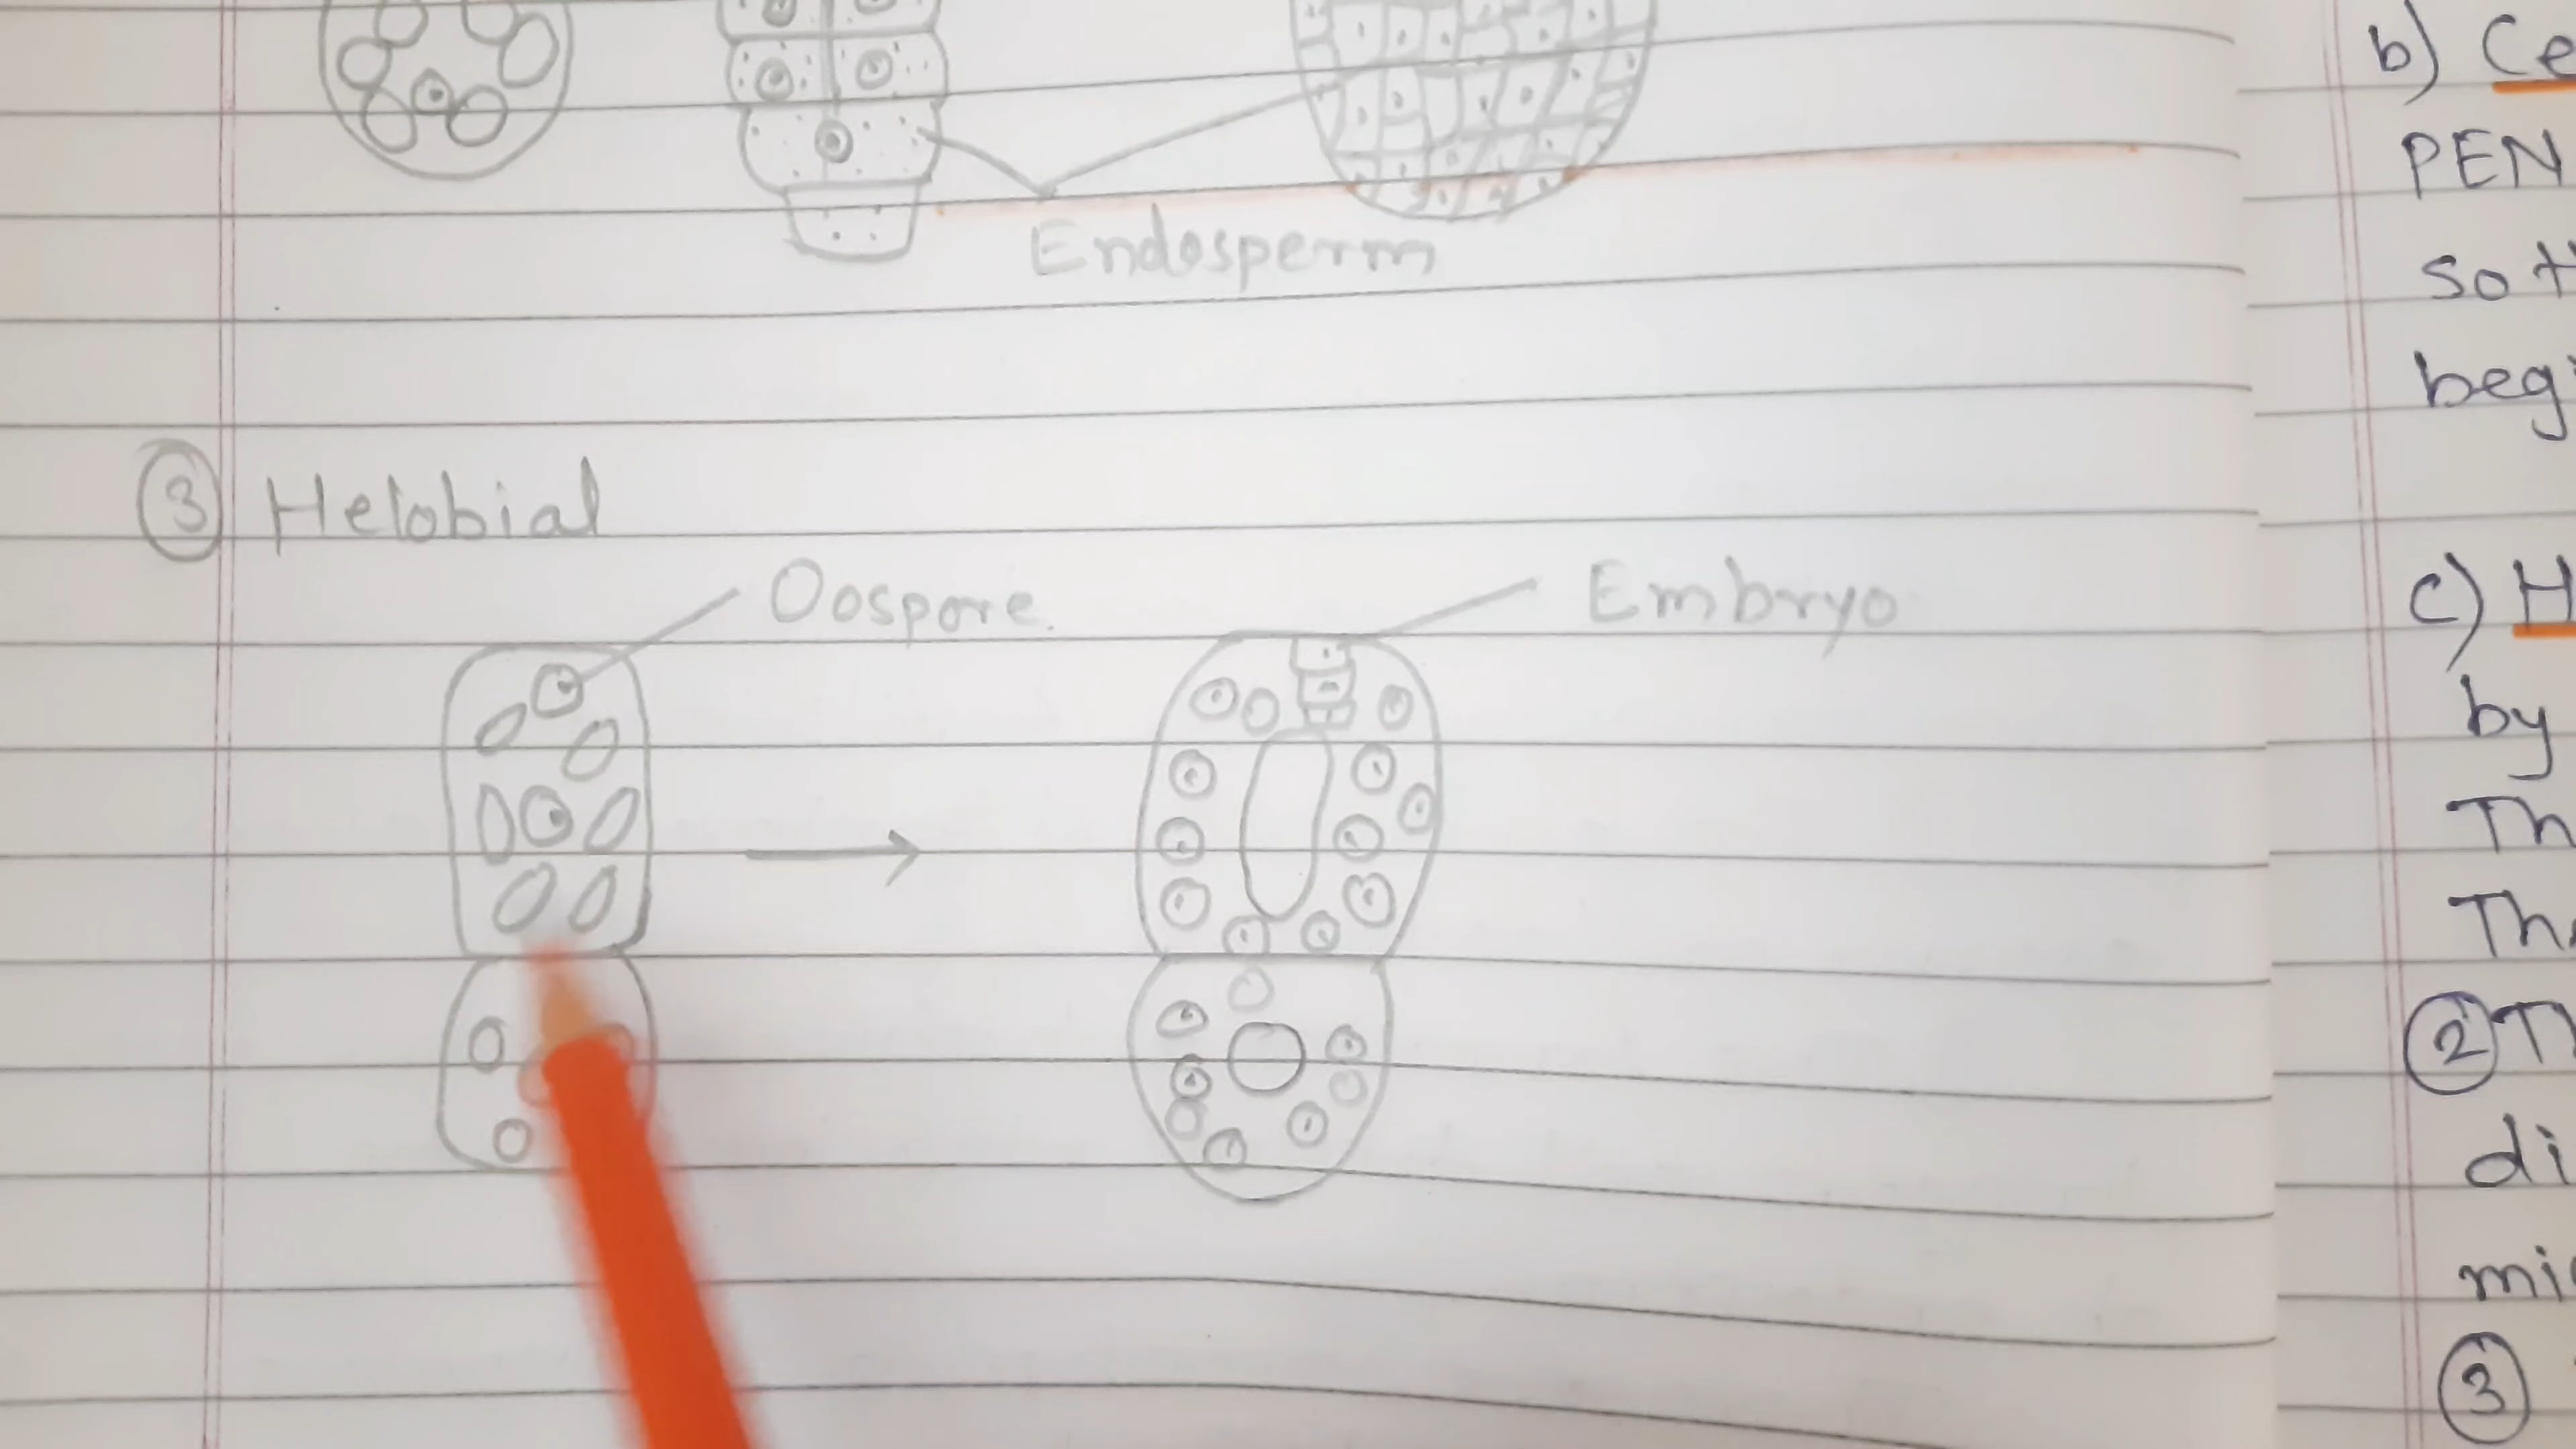 Endosperm
③ Helobial
Oospore.
Embryo
b) Ce
PEN
so t
beg
c) H
by
Th
Th
② T
di
mi
③